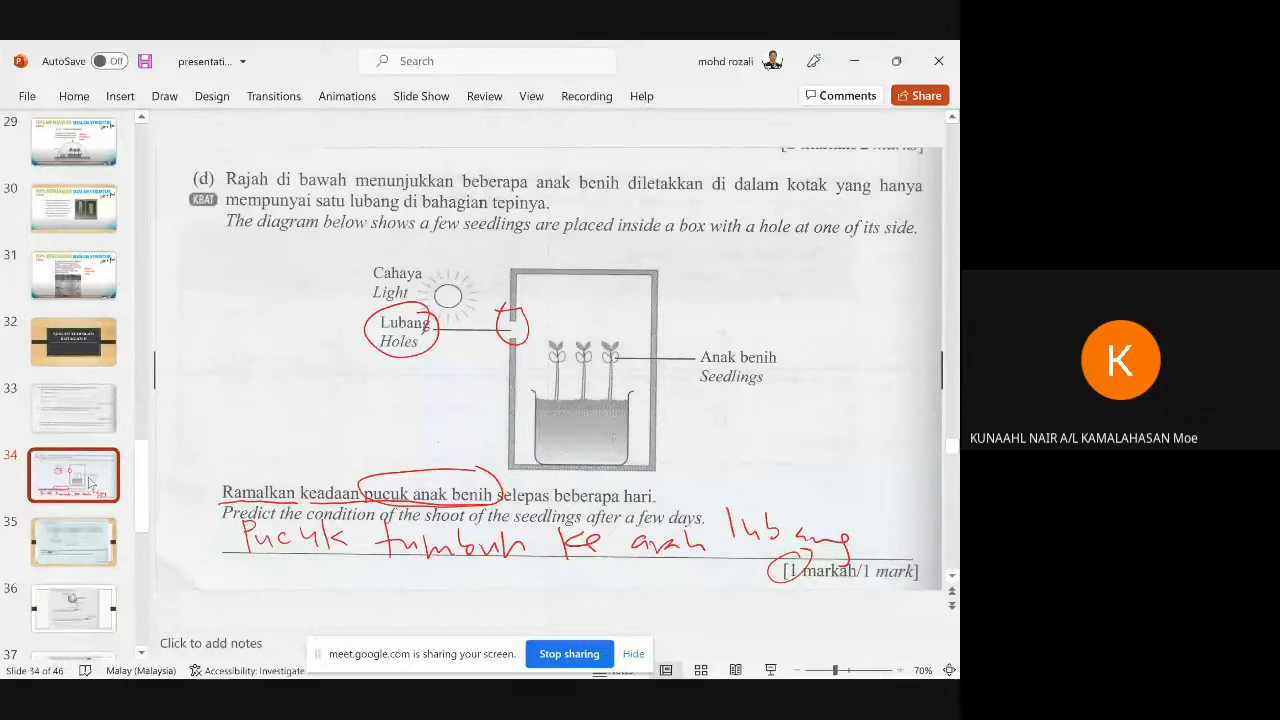 AutoSave Off presentati... Search mohd rozali
File Home Insert Draw Design Transitions Animations Slide Show Review View Recording Help Comments Share
29
30
31
32
33
34
35
36
37
(d) Rajah di bawah menunjukkan beberapa anak benih diletakkan di dalam kotak yang hanya
KBAT mempunyai satu lubang di bahagian tepinya.
The diagram below shows a few seedlings are placed inside a box with a hole at one of its side.
Cahaya
Light
Lubang
Holes
Anak benih
Seedlings
Ramalkan keadaan pucuk anak benih selepas beberapa hari.
Predict the condition of the shoot of the seedlings after a few days.
Pucuk tumbuh ke arah lubang
[1 markah/1 mark]
K
KUNAAHL NAIR A/L KAMALAHASAN Moe
Click to add notes
meet.google.com is sharing your screen. Stop sharing Hide
Slide 34 of 46 Malay (Malaysia) Accessibility: Investigate 70%